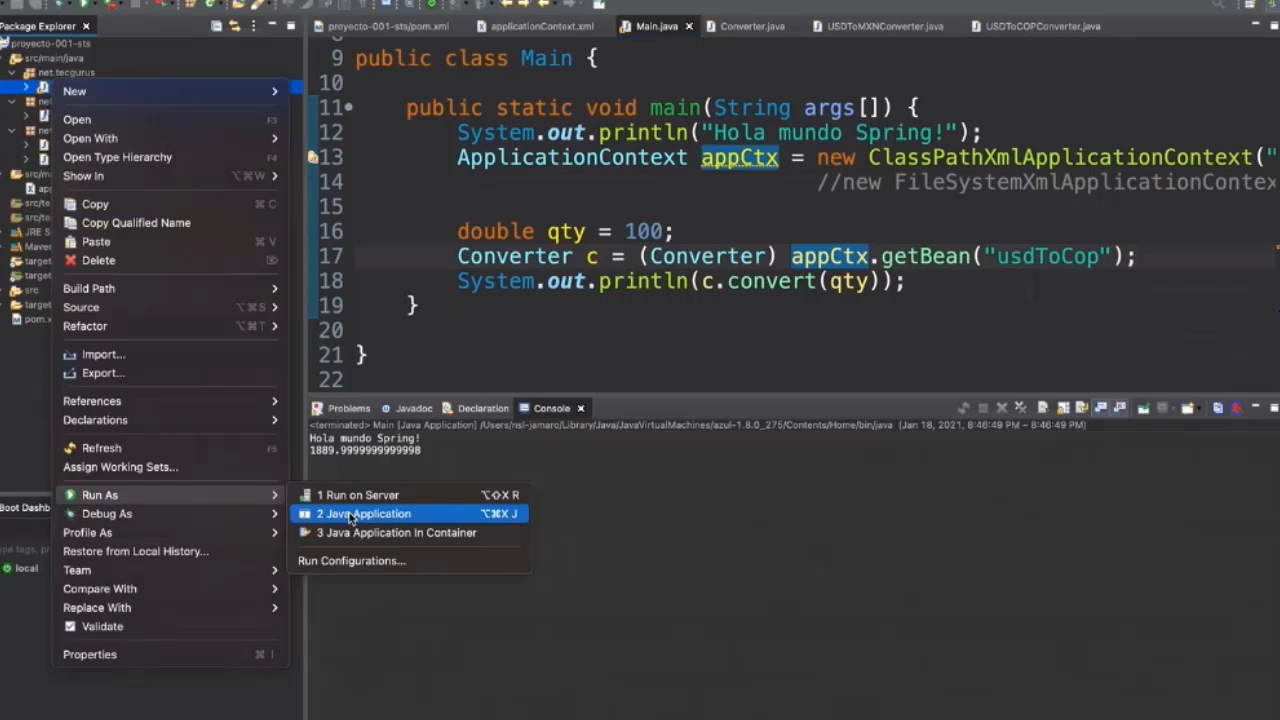 Package Explorer
proyecto-001-sts/pom.xml
applicationContext.xml
Main.java
Converter.java
USDToMXNConverter.java
USDToCOPConverter.java
proyecto-001-sts
src/main/java
net.tecgurus
src
target
New
Open F3
Open With
Open Type Hierarchy F4
Show In ⌥⌘W
Copy ⌘ C
Copy Qualified Name
Paste ⌘ V
Delete ⌦
Build Path
Source ⌥⌘S
Refactor ⌥⌘T
Import...
Export...
References
Declarations
Refresh F5
Assign Working Sets...
Run As
Debug As
Profile As
Restore from Local History...
Team
Compare With
Replace With
Validate
Properties ⌘ I
1 Run on Server ⌥⇧X R
2 Java Application ⌥⌘X J
3 Java Application In Container
Run Configurations...
local
9 public class Main {
10
11 public static void main(String args[]) {
12 System.out.println("Hola mundo Spring!");
13 ApplicationContext appCtx = new ClassPathXmlApplicationContext("
14 //new FileSystemXmlApplicationContex
15
16 double qty = 100;
17 Converter c = (Converter) appCtx.getBean("usdToCop");
18 System.out.println(c.convert(qty));
19 }
20
21 }
22
Problems
Javadoc
Declaration
Console
<terminated> Main [Java Application] /Users/nsl-jamaro/Library/Java/JavaVirtualMachines/azul-1.8.0_275/Contents/Home/bin/java (Jan 18, 2021, 8:46:49 PM – 8:46:49 PM)
Hola mundo Spring!
1889.9999999999998